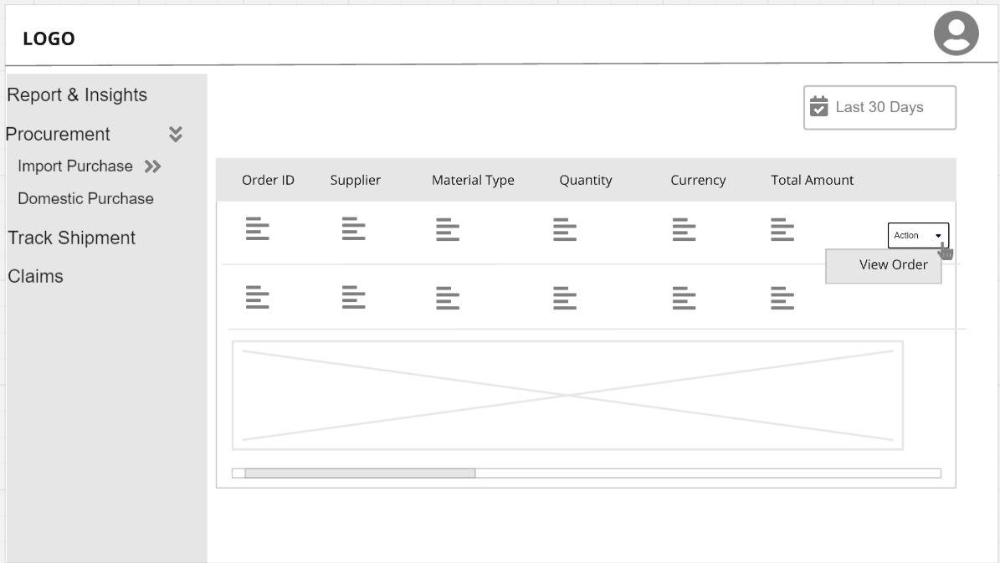 LOGO
Report & Insights
Procurement
Import Purchase
Domestic Purchase
Track Shipment
Claims
Last 30 Days
Order ID Supplier Material Type Quantity Currency Total Amount
Action
View Order